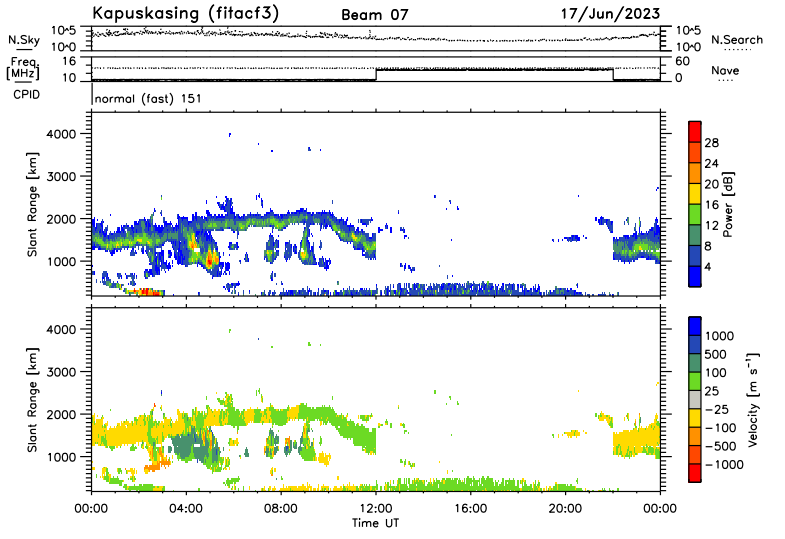 Kapuskasing (fitacf3) Beam 07 17/Jun/2023
N.Sky 10^5 10^0 10^5 10^0 N.Search
Freq. [MHz] 16 10 60 0 Nave
CPID normal (fast) 151
Slant Range [km]
4000
3000
2000
1000
Power [dB]
28
24
20
16
12
8
4
Slant Range [km]
4000
3000
2000
1000
Velocity [m s⁻¹]
1000
500
100
25
−25
−100
−500
−1000
00:00 04:00 08:00 12:00 16:00 20:00 00:00
Time UT